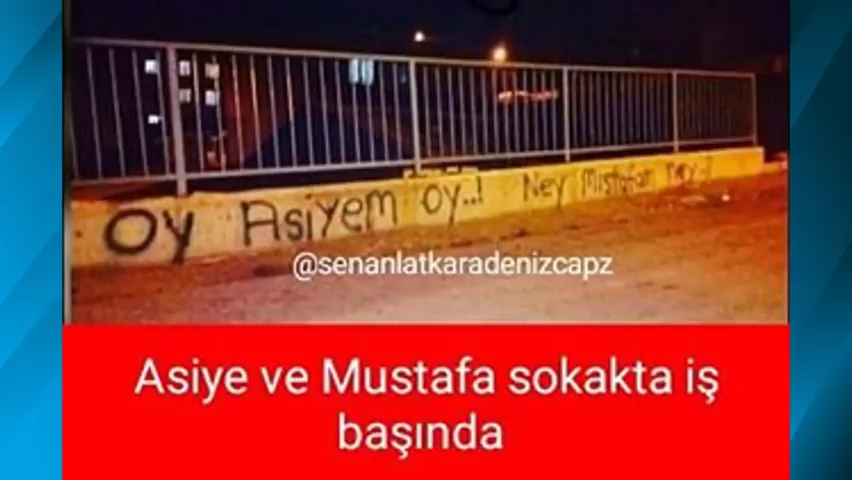 Oy Asiyem oy..! Ney Mustafam ney..!
@senanlatkaradenizcapz
Asiye ve Mustafa sokakta iş
başında